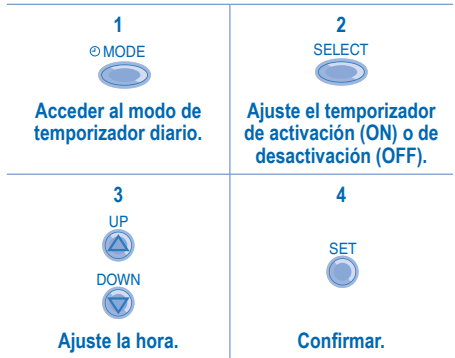 1
MODE
Acceder al modo de
temporizador diario.
2
SELECT
Ajuste el temporizador
de activación (ON) o de
desactivación (OFF).
3
UP
DOWN
Ajuste la hora.
4
SET
Confirmar.